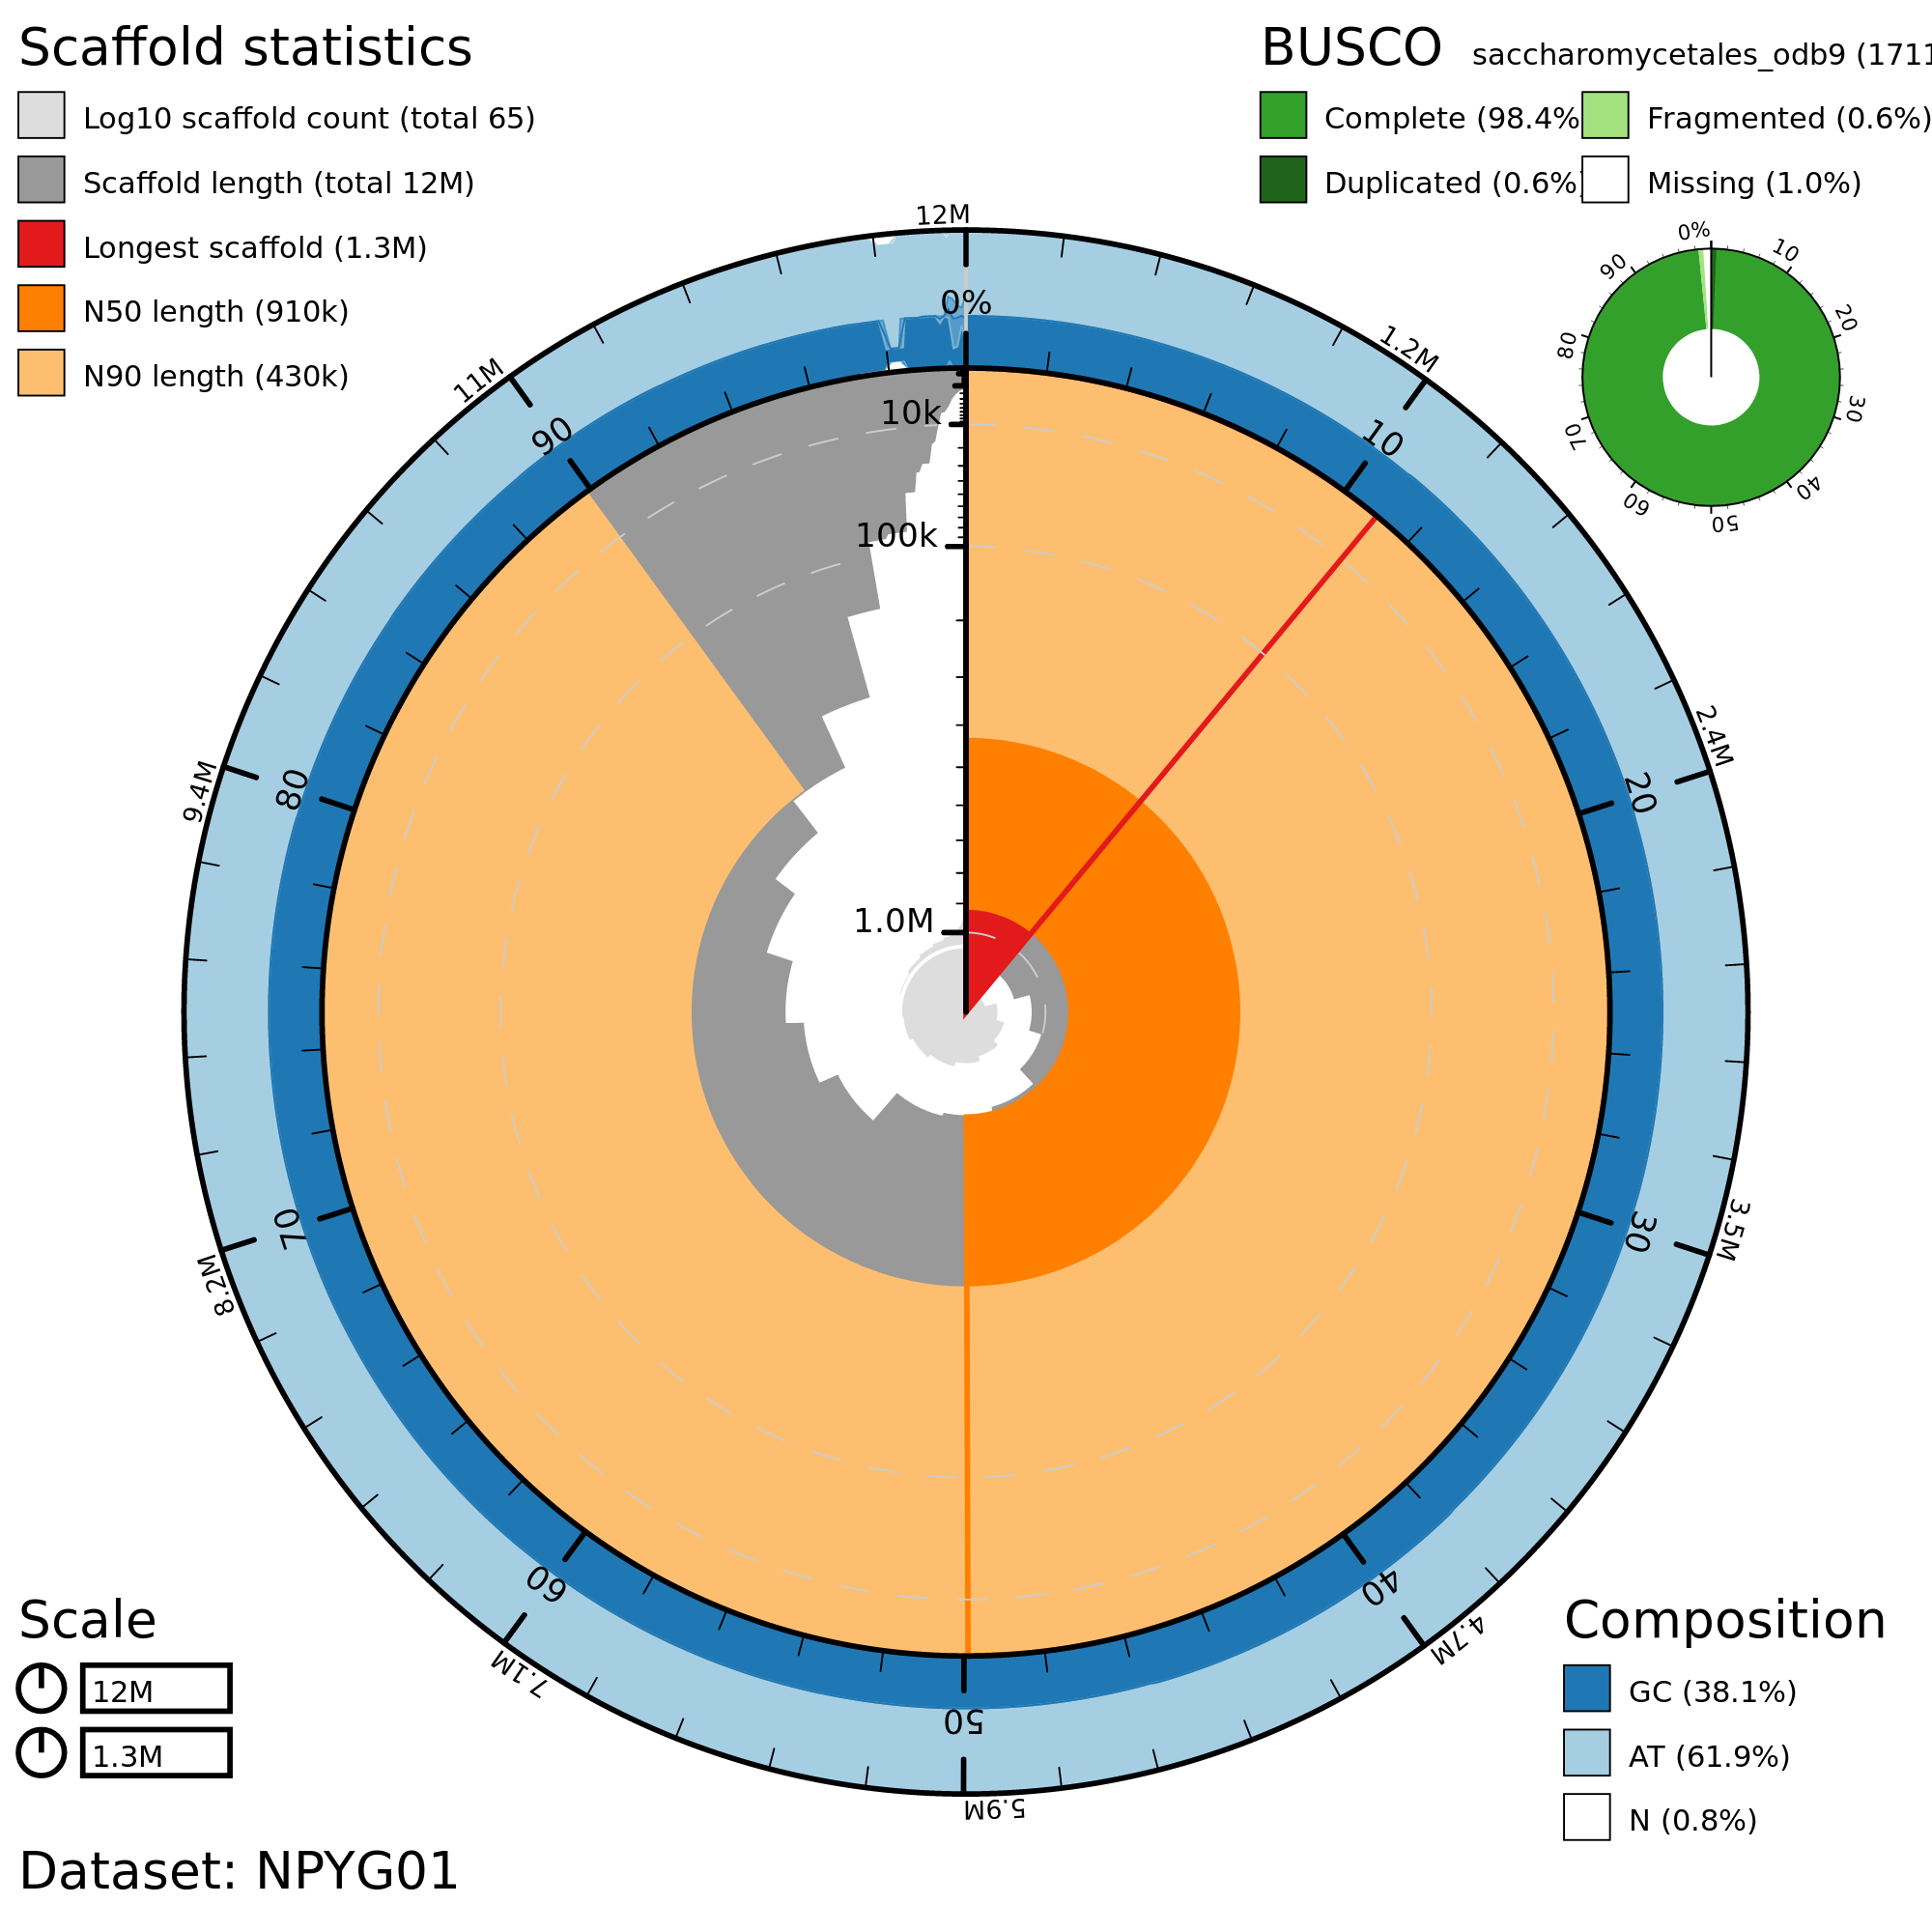 Scaffold statistics
Log10 scaffold count (total 65)
Scaffold length (total 12M)
Longest scaffold (1.3M)
N50 length (910k)
N90 length (430k)
BUSCO saccharomycetales_odb9 (1711
Complete (98.4%
Fragmented (0.6%)
Duplicated (0.6%)
Missing (1.0%)
0%
10
20
30
40
50
60
70
80
90
12M
1.2M
2.4M
3.5M
4.7M
5.9M
7.1M
8.2M
9.4M
11M
0%
10
20
30
40
50
60
70
80
90
10k
100k
1.0M
Scale
12M
1.3M
Composition
GC (38.1%)
AT (61.9%)
N (0.8%)
Dataset: NPYG01